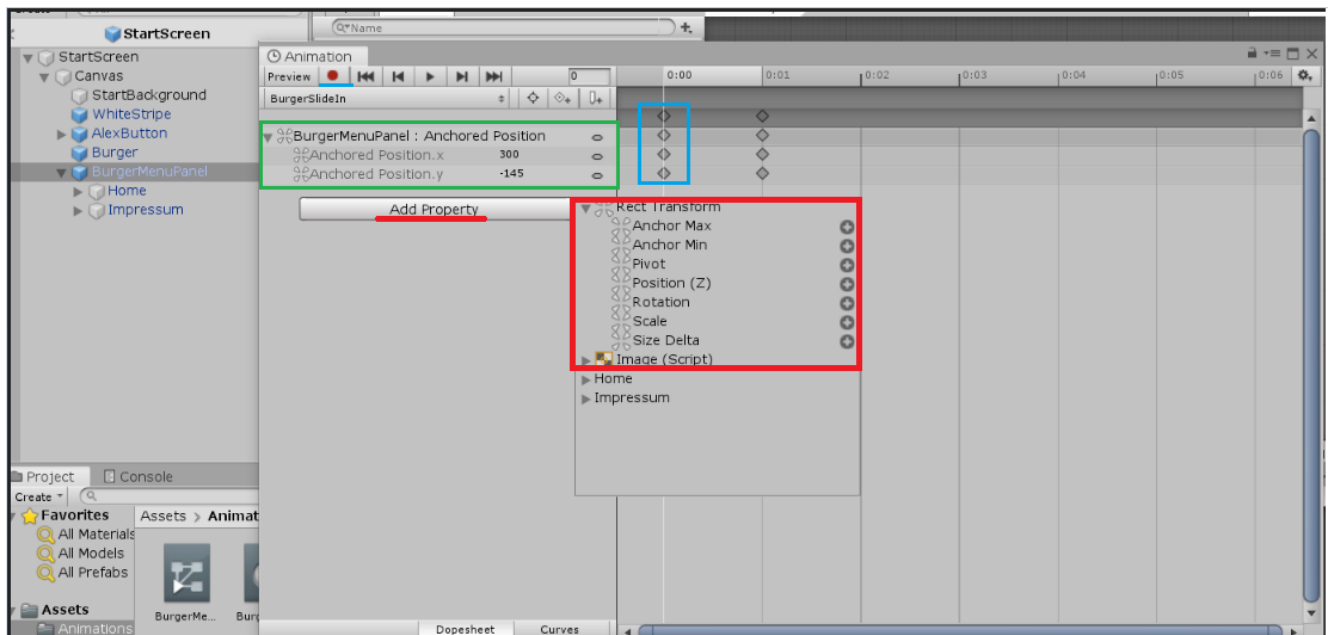 StartScreen
Name
StartScreen
Canvas
StartBackground
WhiteStripe
AlexButton
Burger
BurgerMenuPanel
Home
Impressum
Animation
Preview
0
0:00
0:01
0:02
0:03
0:04
0:05
0:06
BurgerSlideIn
BurgerMenuPanel : Anchored Position
Anchored Position.x 300
Anchored Position.y -145
Add Property
Rect Transform
Anchor Max
Anchor Min
Pivot
Position (Z)
Rotation
Scale
Size Delta
Image (Script)
Home
Impressum
Project
Console
Create
Favorites
All Materials
All Models
All Prefabs
Assets
Animations
Assets > Animat
BurgerMe...
Burg
Dopesheet
Curves